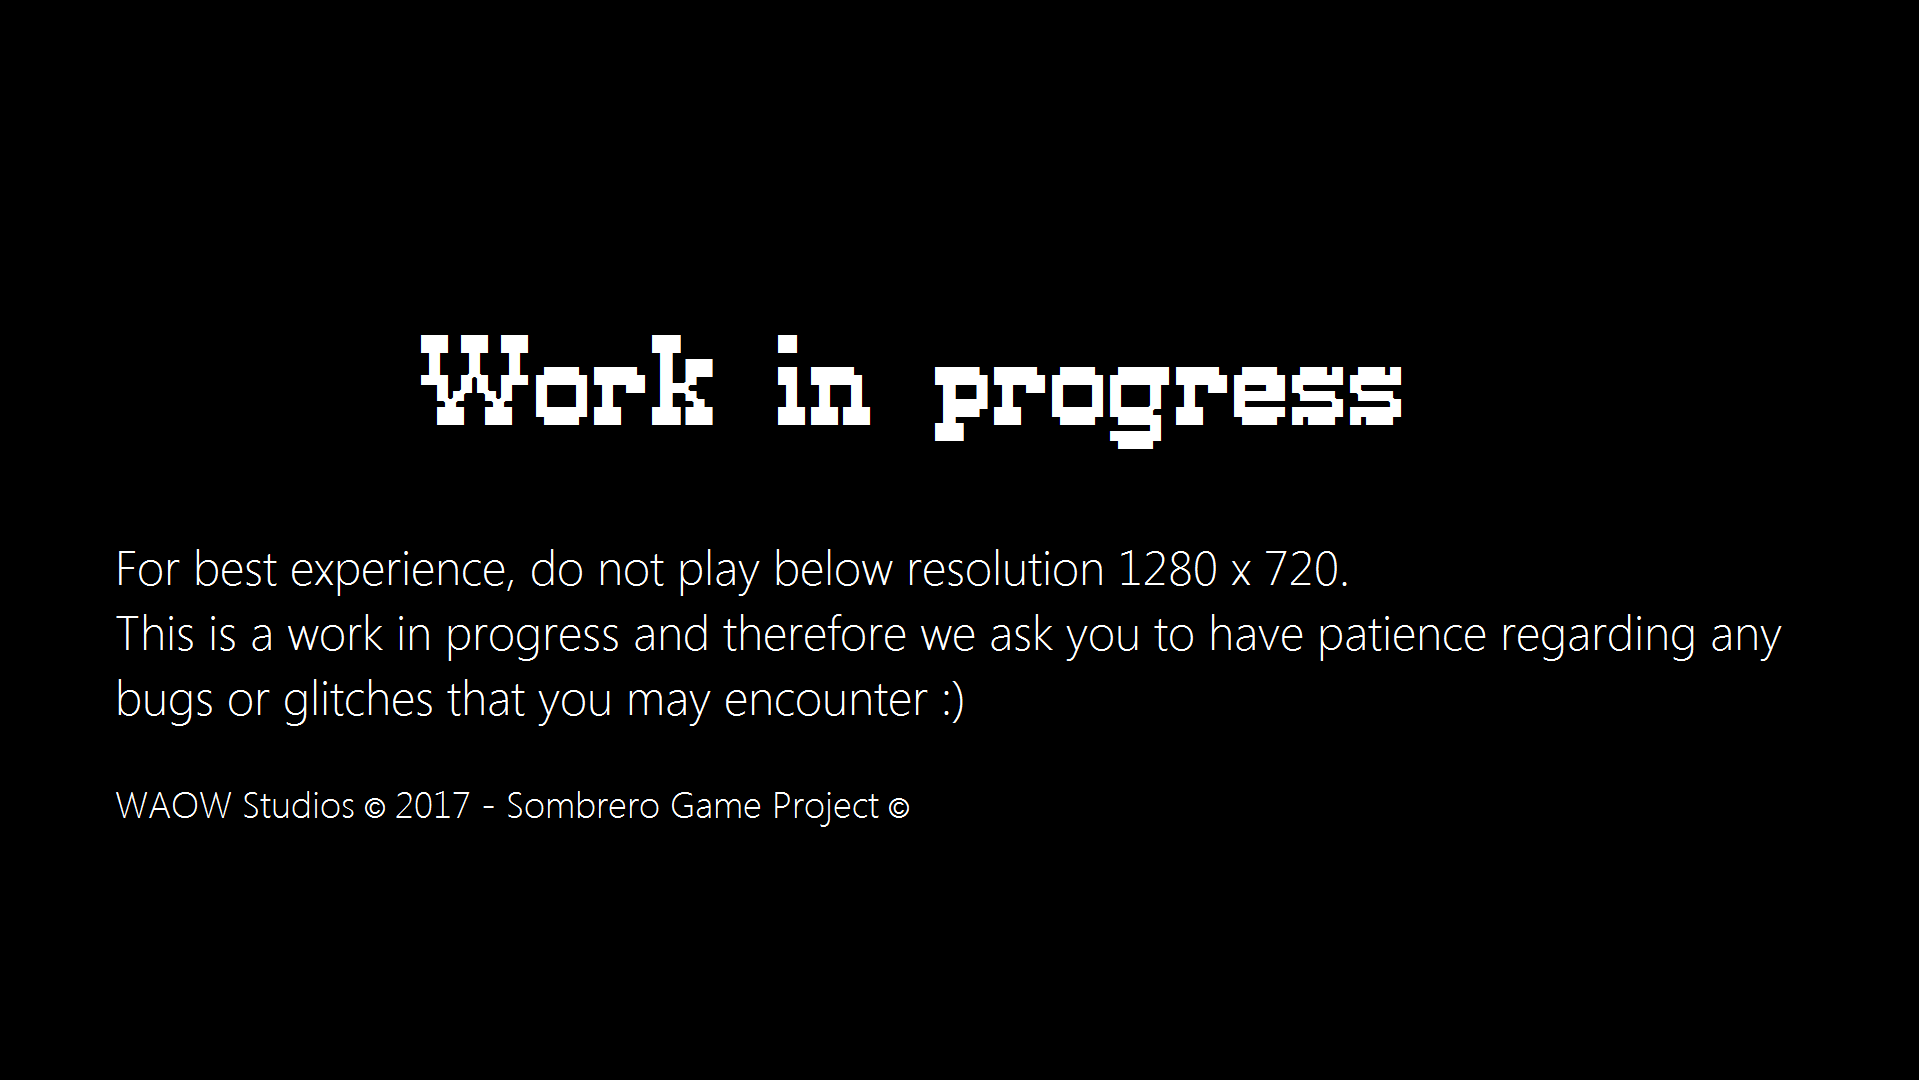 Work in progress
For best experience, do not play below resolution 1280 x 720.
This is a work in progress and therefore we ask you to have patience regarding any
bugs or glitches that you may encounter :)
WAOW Studios © 2017 - Sombrero Game Project ©